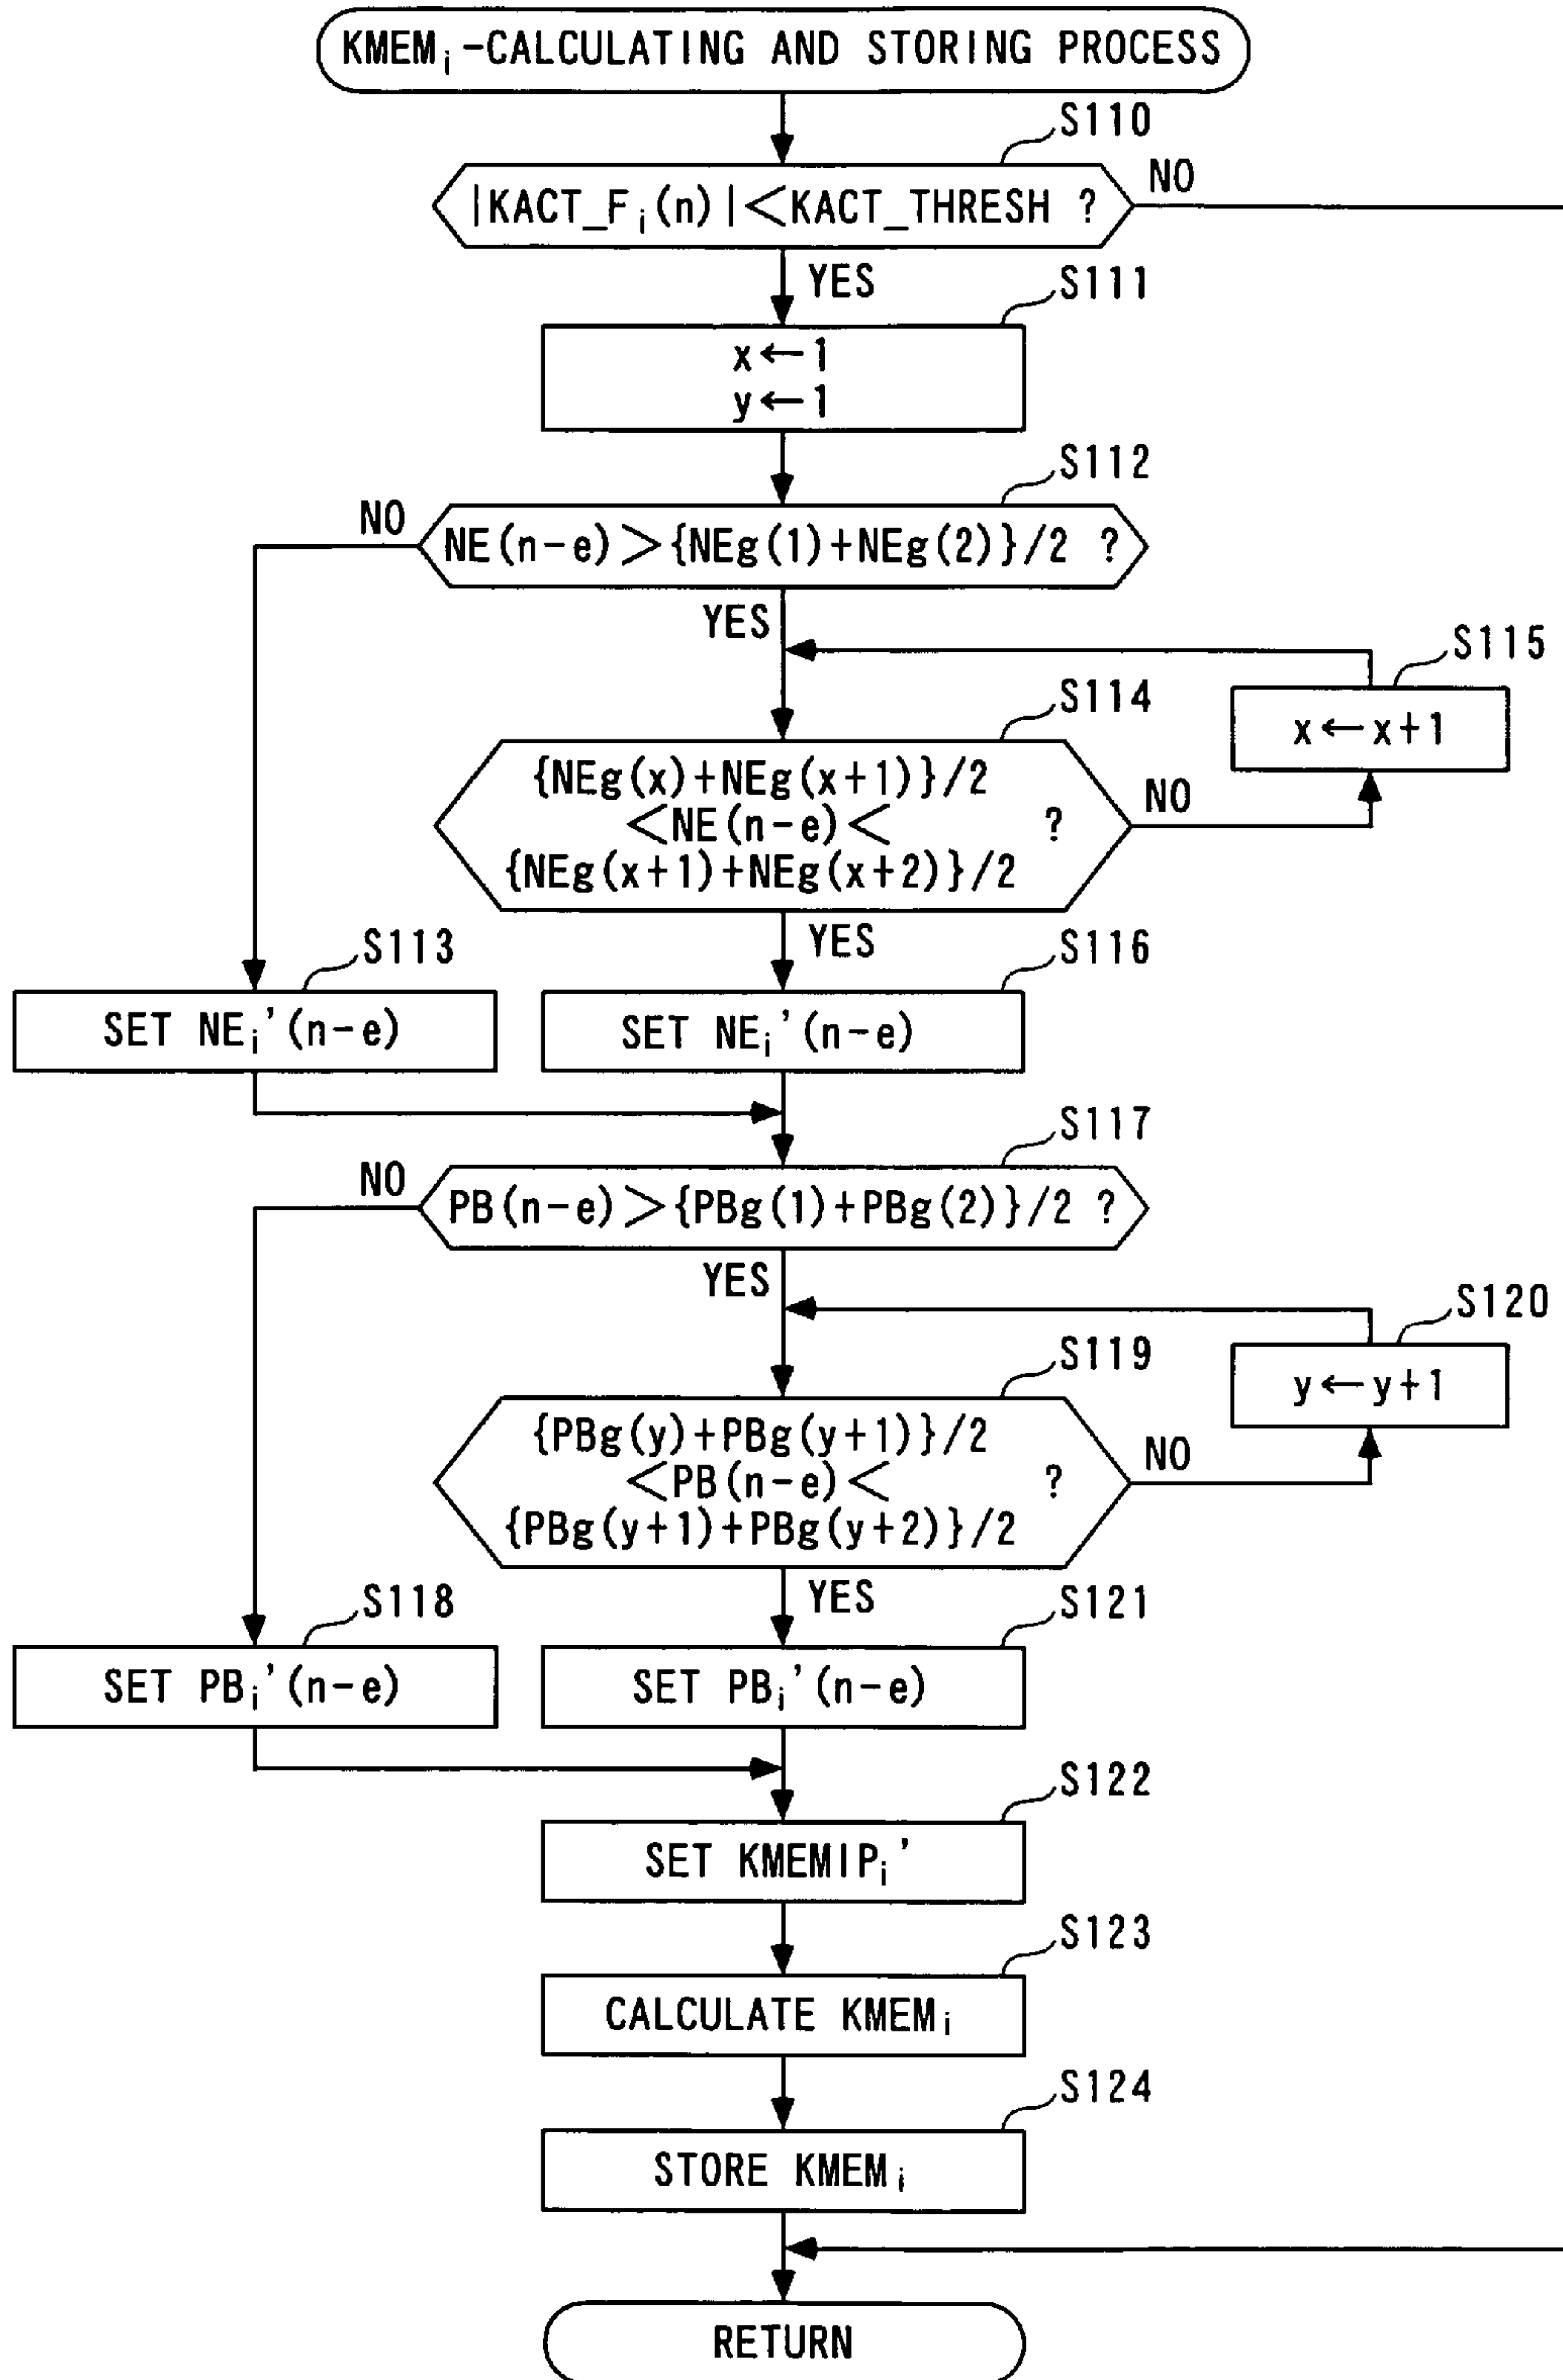 KMEMi-CALCULATING AND STORING PROCESS
S110
|KACT_Fi(n)|<KACT_THRESH ?
NO
YES
S111
x←1
y←1
S112
NO
NE(n-e)>{NEg(1)+NEg(2)}/2 ?
YES
S115
x←x+1
S114
{NEg(x)+NEg(x+1)}/2
<NE(n-e)< ?
{NEg(x+1)+NEg(x+2)}/2
NO
YES
S113
SET NEi'(n-e)
S116
SET NEi'(n-e)
S117
NO
PB(n-e)>{PBg(1)+PBg(2)}/2 ?
YES
S120
y←y+1
S119
{PBg(y)+PBg(y+1)}/2
<PB(n-e)< ?
{PBg(y+1)+PBg(y+2)}/2
NO
YES
S118
SET PBi'(n-e)
S121
SET PBi'(n-e)
S122
SET KMEMIPi'
S123
CALCULATE KMEMi
S124
STORE KMEMi
RETURN